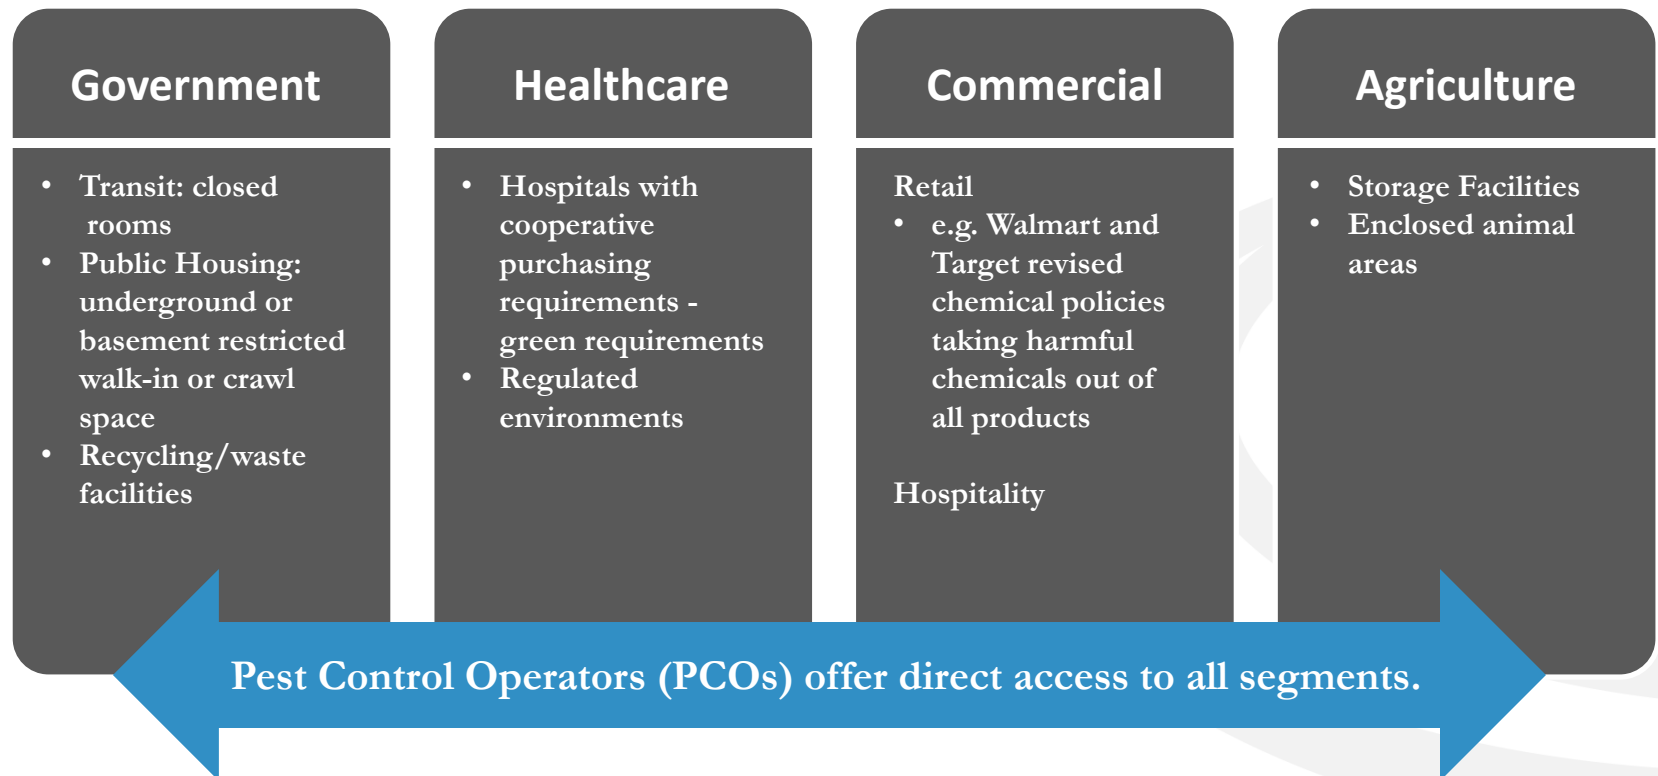 Government
• Transit: closed
rooms
• Public Housing:
underground or
basement restricted
walk-in or crawl
space
• Recycling/waste
facilities
Healthcare
• Hospitals with
cooperative
purchasing
requirements -
green requirements
• Regulated
environments
Commercial
Retail
• e.g. Walmart and
Target revised
chemical policies
taking harmful
chemicals out of
all products
Hospitality
Agriculture
• Storage Facilities
• Enclosed animal
areas
Pest Control Operators (PCOs) offer direct access to all segments.